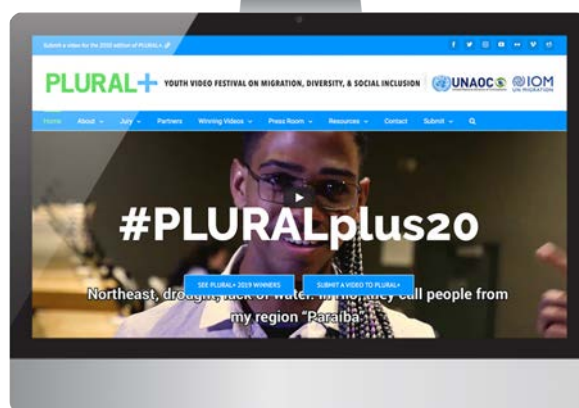 Submit a video for the 2020 edition of PLURAL+
PLURAL+ YOUTH VIDEO FESTIVAL ON MIGRATION, DIVERSITY, & SOCIAL INCLUSION UNAOC IOM
UN MIGRATION
Home About Jury Partners Winning Videos Press Room Resources Contact Submit
#PLURALplus20
SEE PLURAL+ 2019 WINNERS SUBMIT A VIDEO TO PLURAL+
Northeast, drought, lack of water. In Rio, they call people from
my region "Paraíba"